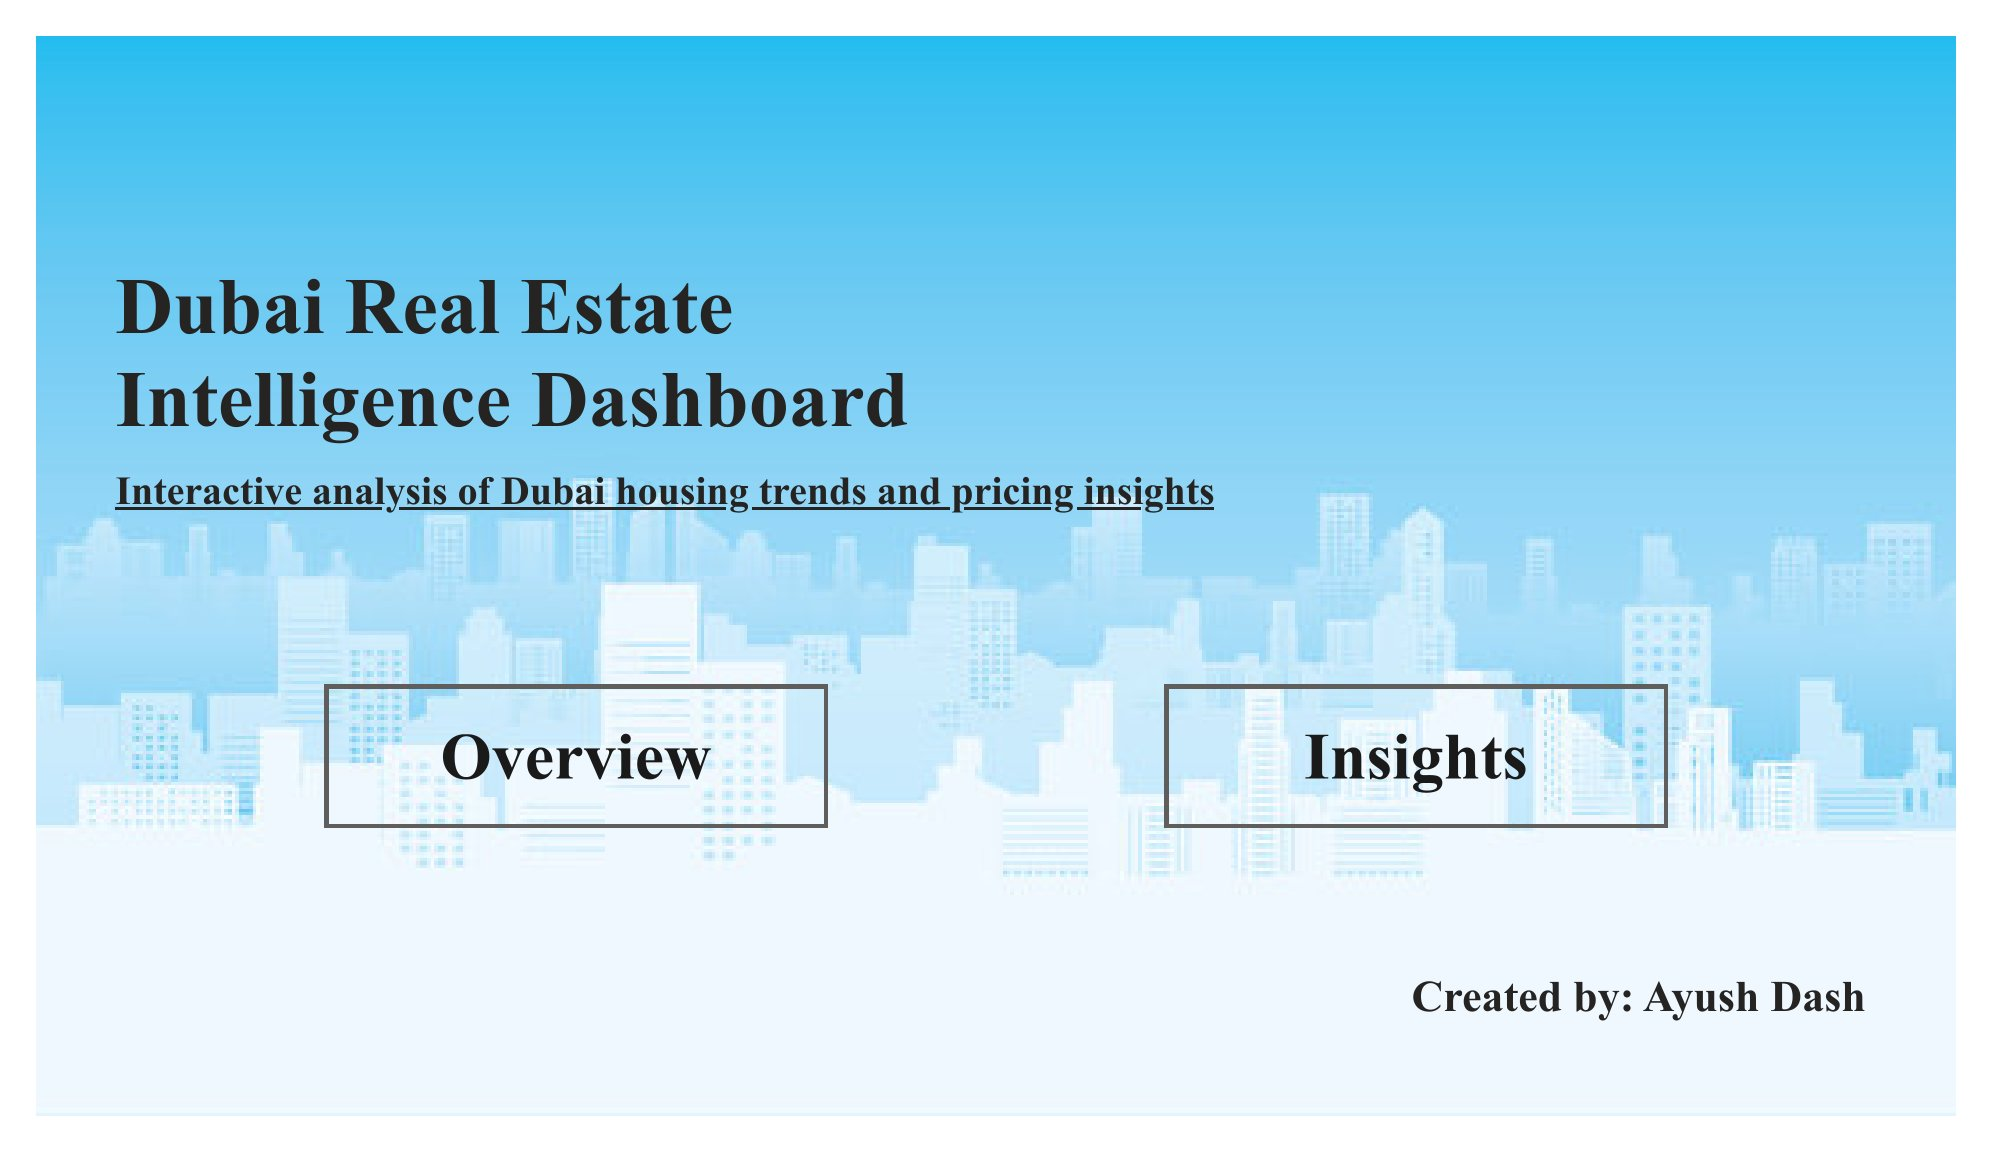 Dubai Real Estate
Intelligence Dashboard
Interactive analysis of Dubai housing trends and pricing insights
Overview
Insights
Created by: Ayush Dash